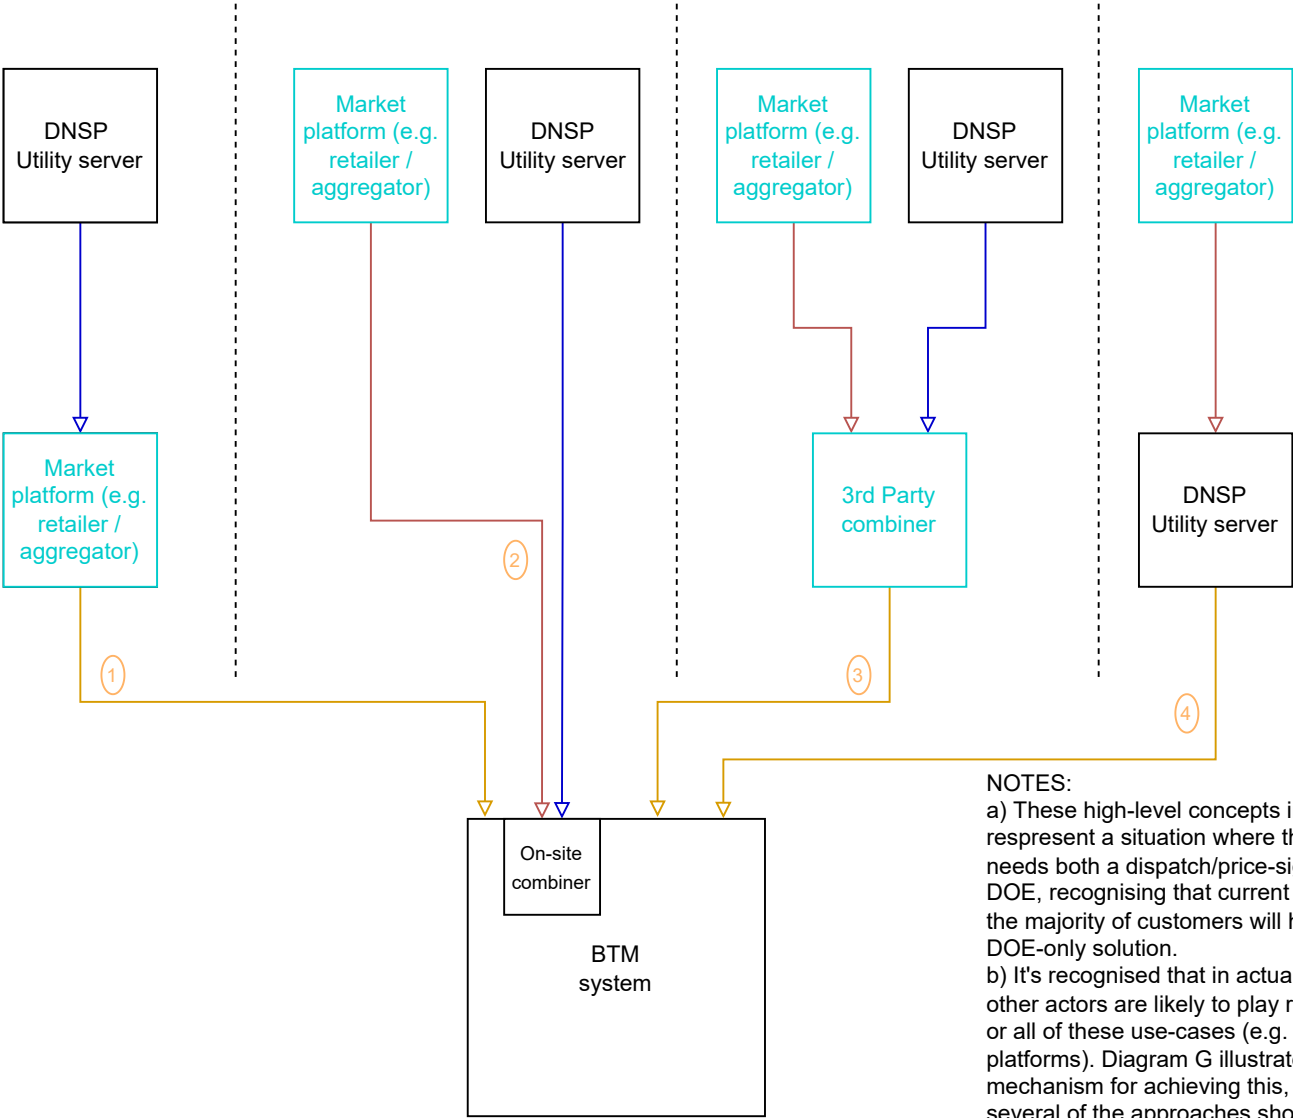 DNSP
Utility server
Market
platform (e.g.
retailer /
aggregator)
DNSP
Utility server
Market
platform (e.g.
retailer /
aggregator)
DNSP
Utility server
Market
platform (e.g.
retailer /
aggregator)
Market
platform (e.g.
retailer /
aggregator)
3rd Party
combiner
DNSP
Utility server
2
1
3
4
On-site
combiner
BTM
system
NOTES:
a) These high-level concepts
respresent a situation where
needs both a dispatch/price-
DOE, recognising that current
the majority of customers will
DOE-only solution.
b) It's recognised that in
other actors are likely to play
or all of these use-cases (e.g.
platforms). Diagram G
mechanism for achieving this,
several of the approaches